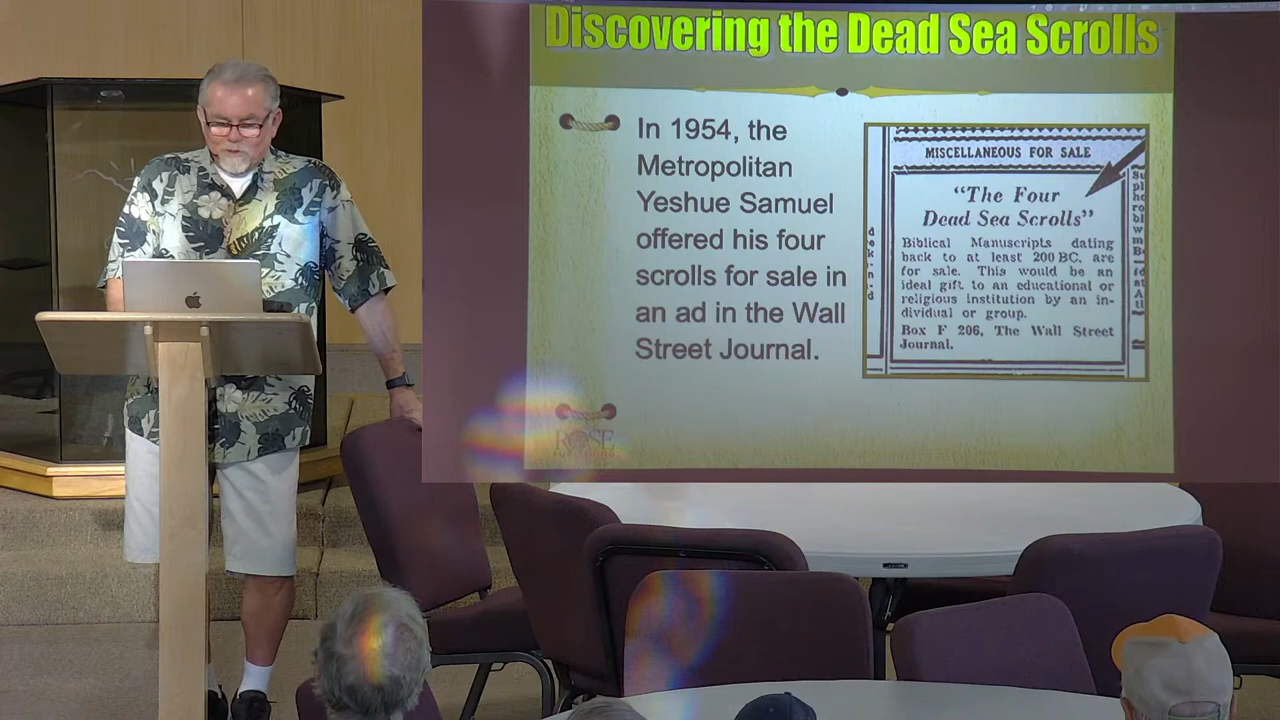 Discovering the Dead Sea Scrolls
In 1954, the
Metropolitan
Yeshue Samuel
offered his four
scrolls for sale in
an ad in the Wall
Street Journal.
MISCELLANEOUS FOR SALE
"The Four
Dead Sea Scrolls"
Biblical Manuscripts dating
back to at least 200 BC. are
for sale. This would be an
ideal gift to an educational or
religious institution by an in-
dividual or group.
Box F 206, The Wall Street
Journal.
ROSE